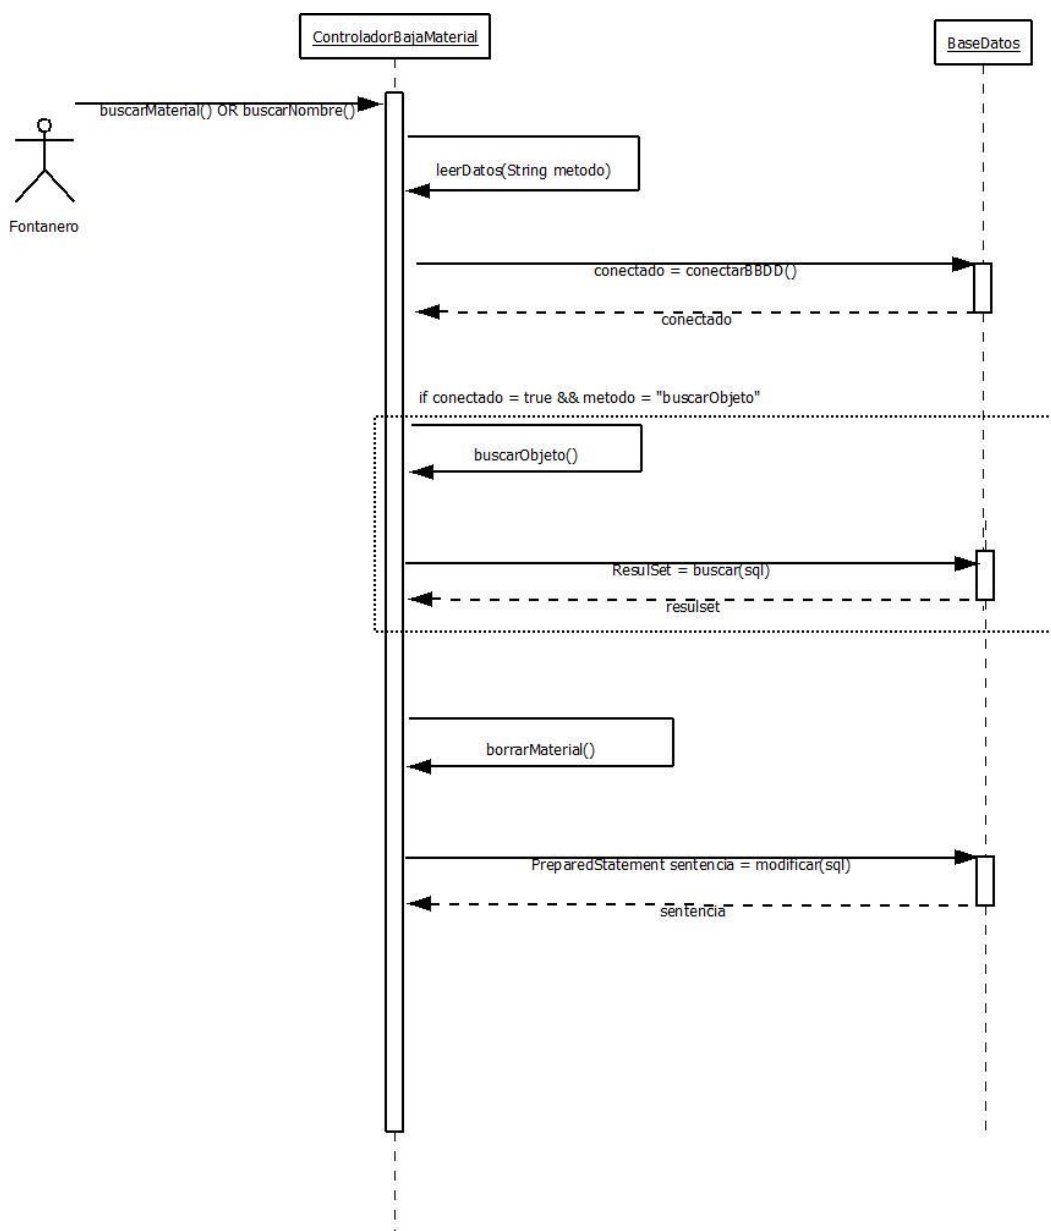 ControladorBajaMaterial
BaseDatos
buscarMaterial() OR buscarNombre()
Fontanero
leerDatos(String metodo)
conectado = conectarBBDD()
conectado
if conectado = true && metodo = "buscarObjeto"
buscarObjeto()
ResulSet = buscar(sql)
resulset
borrarMaterial()
PreparedStatement sentencia = modificar(sql)
sentencia